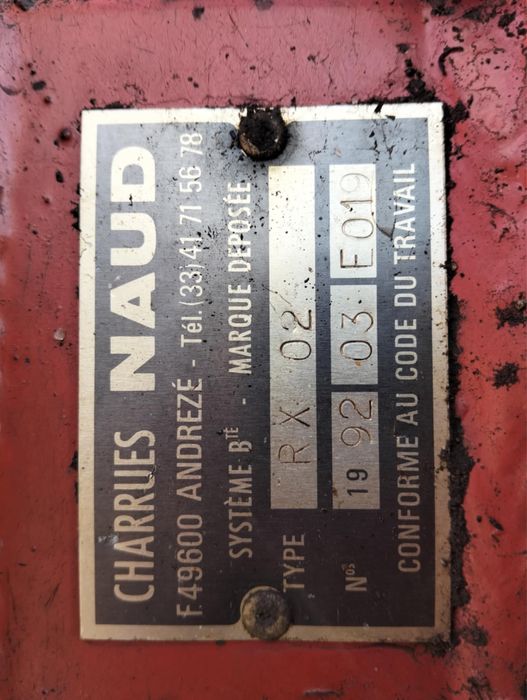 CHARRUES NAUD
F.49600 ANDREZÉ - Tél.(33)41 71 56 78
SYSTÈME BTÉ - MARQUE DÉPOSÉE
TYPE RX 02
Nos 19 92 03 E019
CONFORME AU CODE DU TRAVAIL